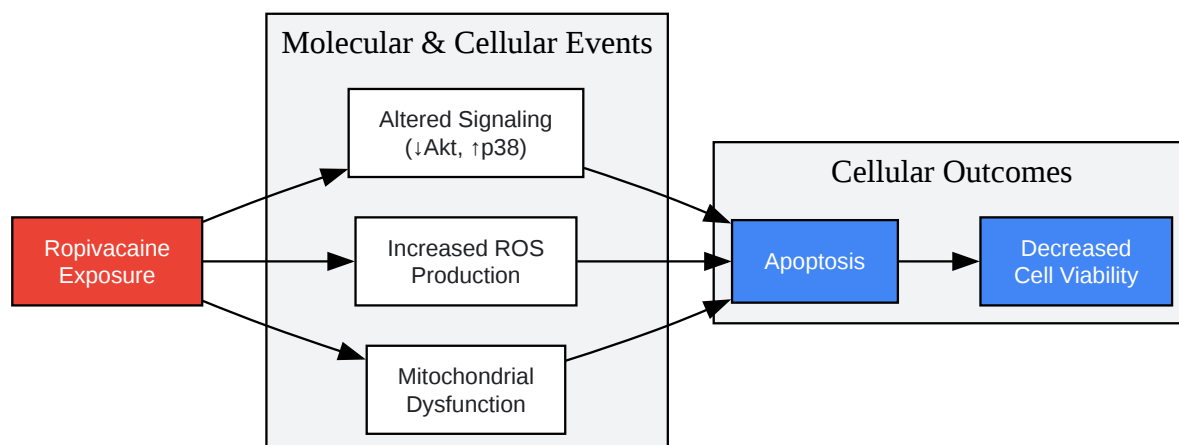 Molecular & Cellular Events
Altered Signaling
(↓Akt, ↑p38)
Cellular Outcomes
Ropivacaine
Exposure
Increased ROS
Production
Apoptosis
Decreased
Cell Viability
Mitochondrial
Dysfunction